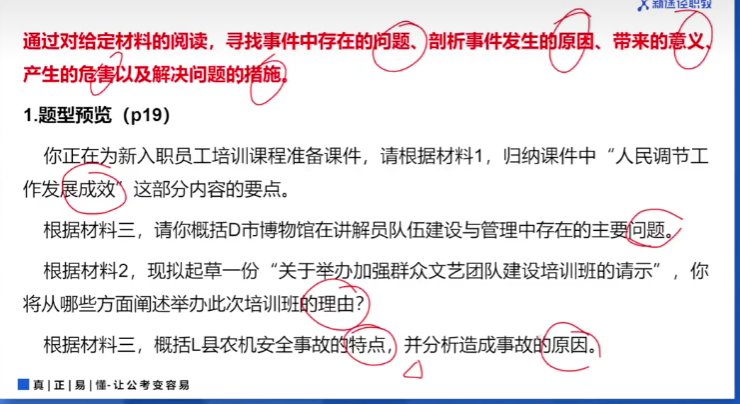 新途径职教
通过对给定材料的阅读，寻找事件中存在的问题、剖析事件发生的原因、带来的意义、
产生的危害以及解决问题的措施。
1.题型预览（p19）
你正在为新入职员工培训课程准备课件，请根据材料1，归纳课件中“人民调节工
作发展成效”这部分内容的要点。
根据材料三，请你概括D市博物馆在讲解员队伍建设与管理中存在的主要问题。
根据材料2，现拟起草一份“关于举办加强群众文艺团队建设培训班的请示”，你
将从哪些方面阐述举办此次培训班的理由？
根据材料三，概括L县农机安全事故的特点，并分析造成事故的原因。
真|正|易|懂-让公考变容易